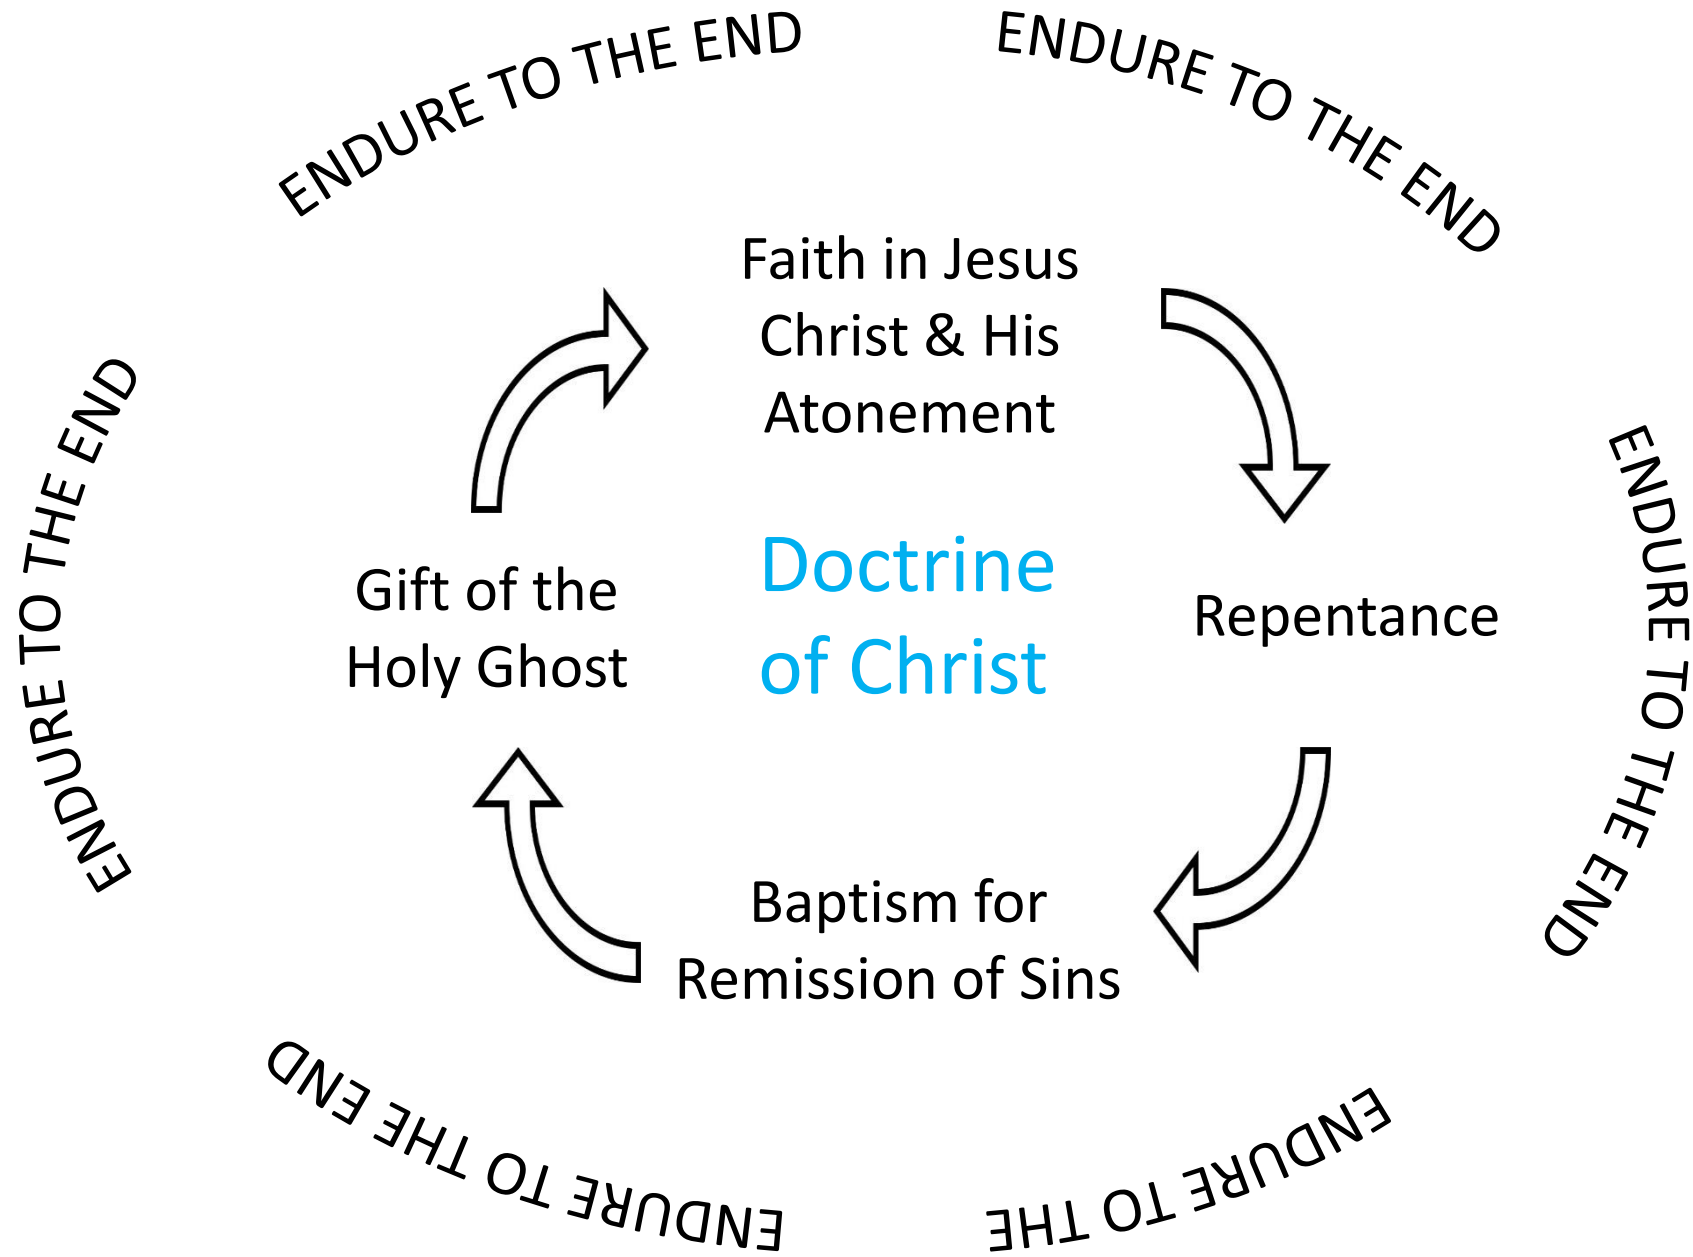 ENDURE TO THE END
ENDURE TO THE END
Faith in Jesus
Christ & His
Atonement
ENDURE TO THE END
ENDURE TO THE END
Doctrine
of Christ
Gift of the
Holy Ghost
Repentance
Baptism for
Remission of Sins
ENDURE TO THE END
ENDURE TO THE